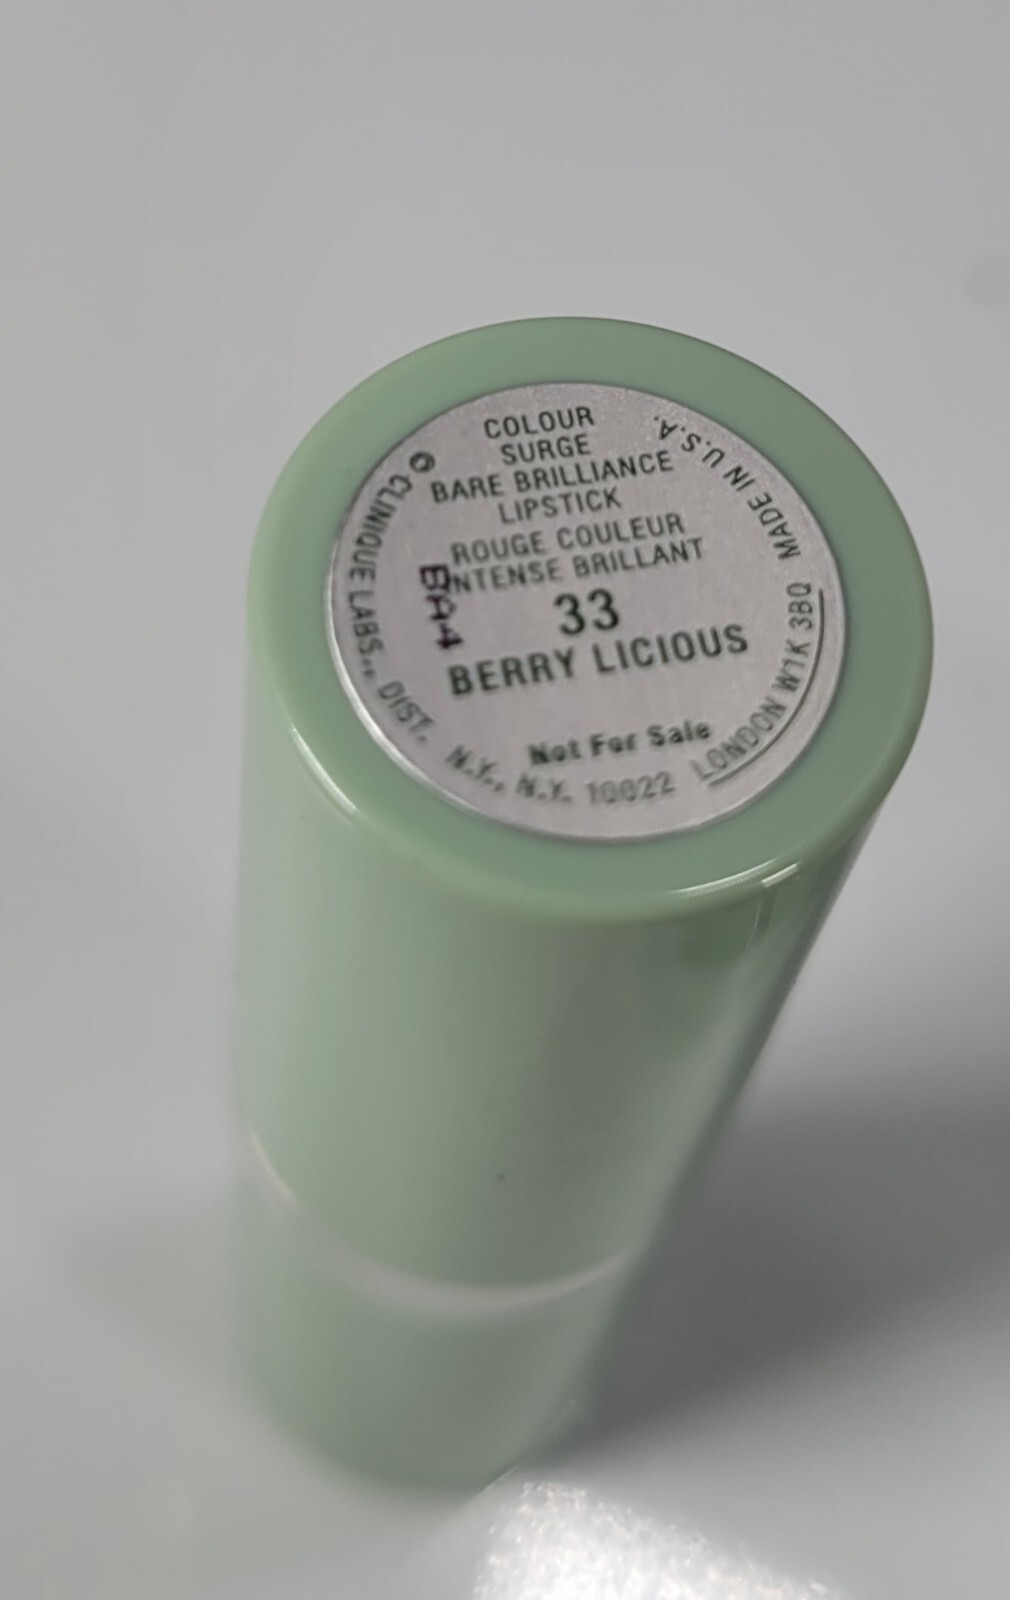 COLOUR
SURGE
BARE BRILLIANCE
LIPSTICK
ROUGE COULEUR
INTENSE BRILLANT
33
BERRY LICIOUS
Not For Sale
BA4
© CLINIQUE LABS., DIST. N.Y., N.Y. 10022 LONDON W1K 3BQ MADE IN U.S.A.